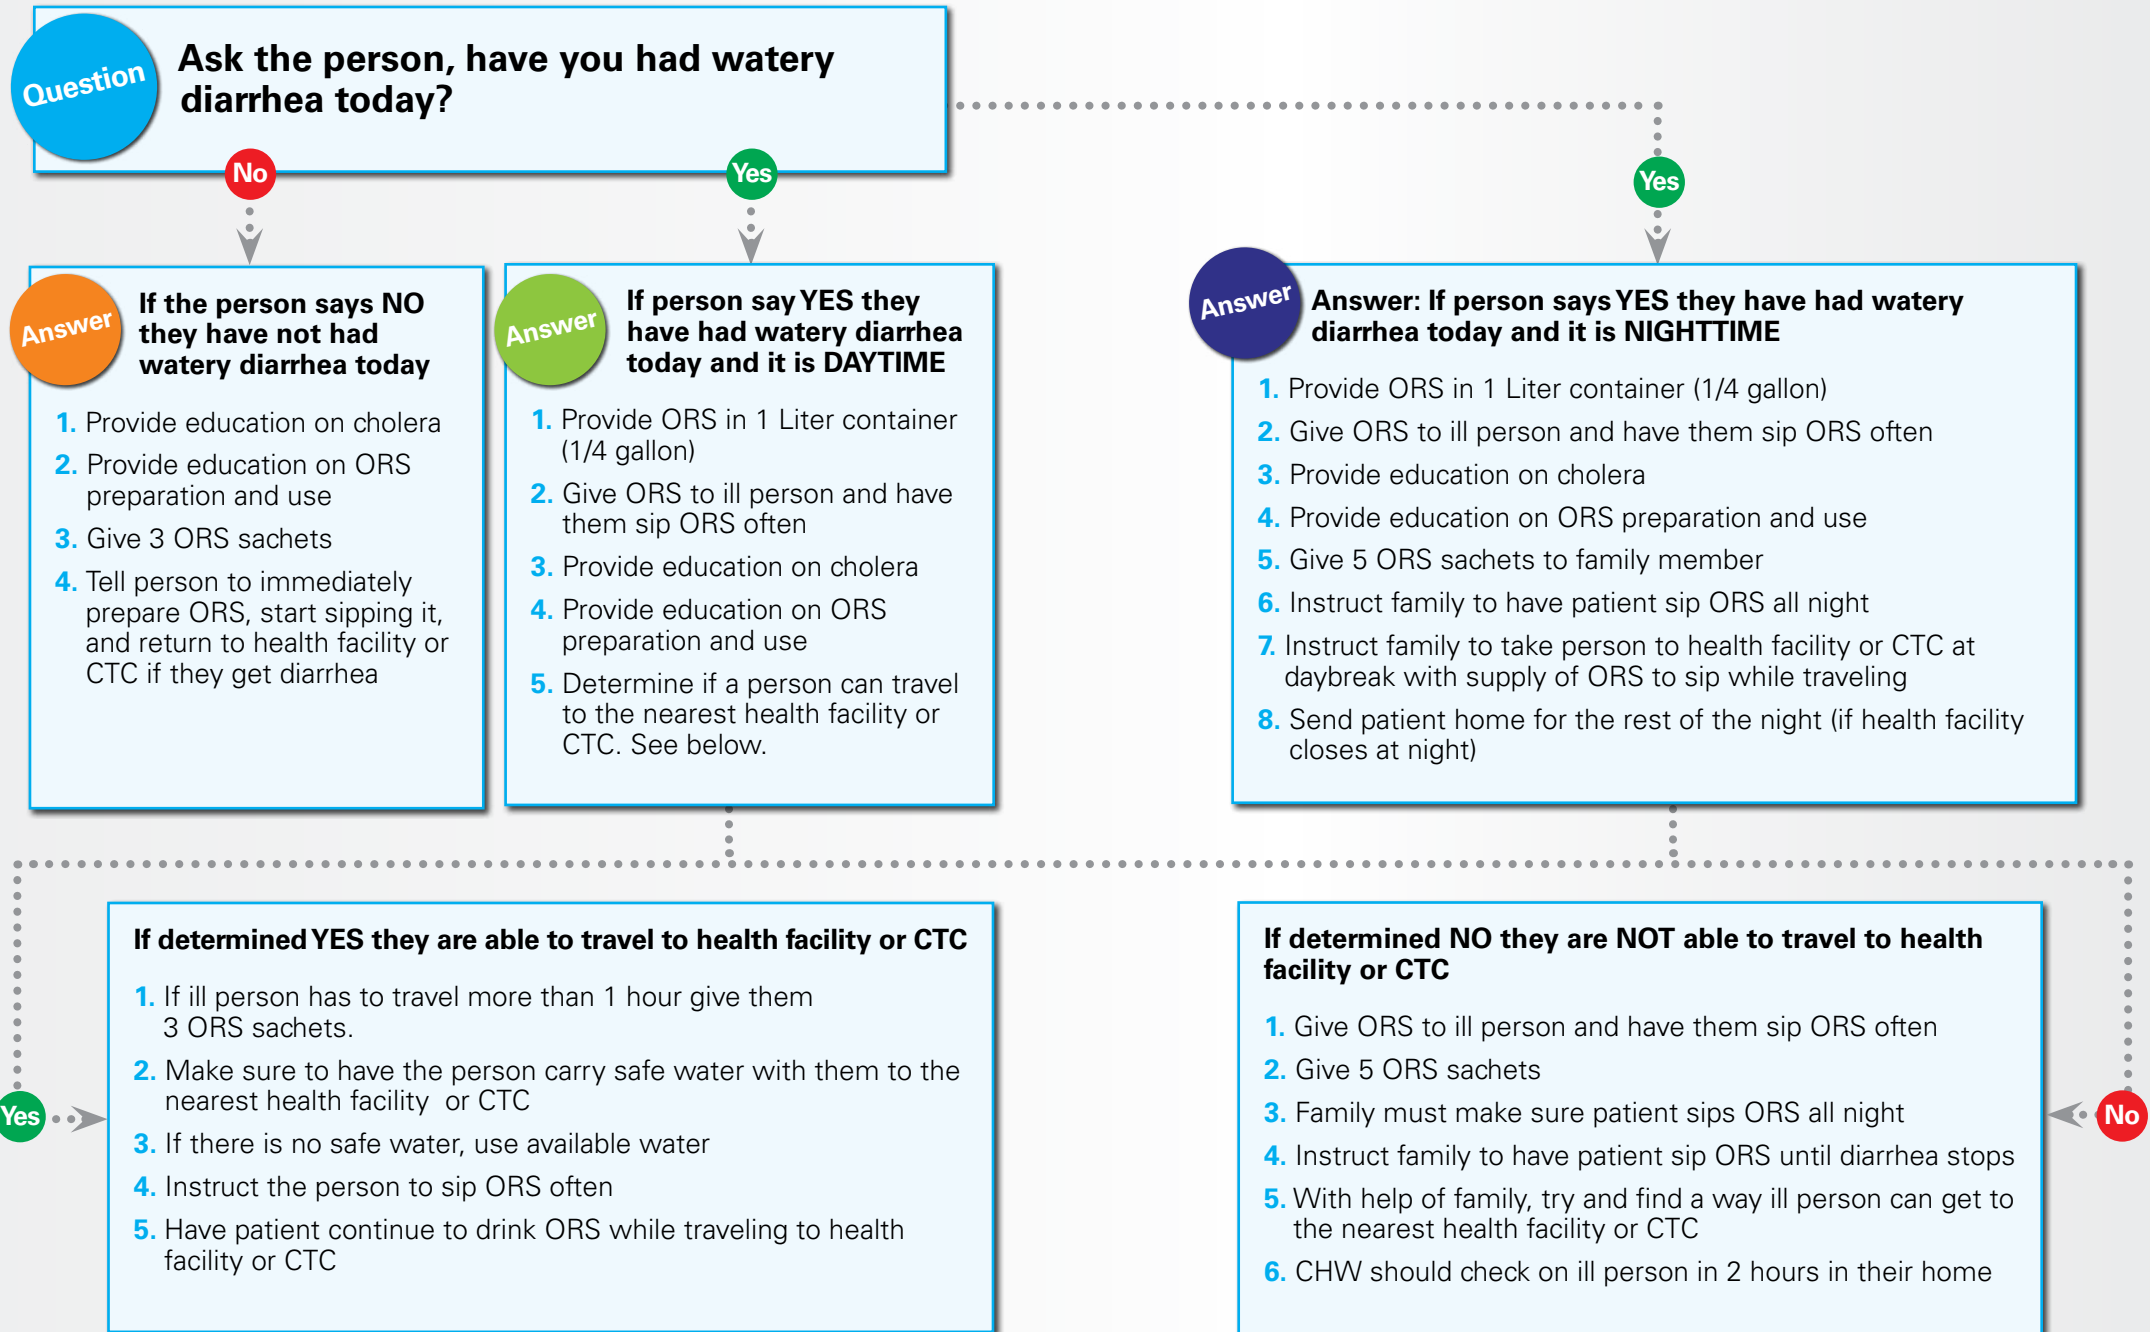 Question
Ask the person, have you had watery
diarrhea today?
No
Yes
Yes
Answer
If the person says NO
they have not had
watery diarrhea today
1. Provide education on cholera
2. Provide education on ORS
preparation and use
3. Give 3 ORS sachets
4. Tell person to immediately
prepare ORS, start sipping it,
and return to health facility or
CTC if they get diarrhea
Answer
If person say YES they
have had watery diarrhea
today and it is DAYTIME
1. Provide ORS in 1 Liter container
(1/4 gallon)
2. Give ORS to ill person and have
them sip ORS often
3. Provide education on cholera
4. Provide education on ORS
preparation and use
5. Determine if a person can travel
to the nearest health facility or
CTC. See below.
Answer
Answer: If person says YES they have had watery
diarrhea today and it is NIGHTTIME
1. Provide ORS in 1 Liter container (1/4 gallon)
2. Give ORS to ill person and have them sip ORS often
3. Provide education on cholera
4. Provide education on ORS preparation and use
5. Give 5 ORS sachets to family member
6. Instruct family to have patient sip ORS all night
7. Instruct family to take person to health facility or CTC at
daybreak with supply of ORS to sip while traveling
8. Send patient home for the rest of the night (if health facility
closes at night)
Yes
If determined YES they are able to travel to health facility or CTC
1. If ill person has to travel more than 1 hour give them
3 ORS sachets.
2. Make sure to have the person carry safe water with them to the
nearest health facility or CTC
3. If there is no safe water, use available water
4. Instruct the person to sip ORS often
5. Have patient continue to drink ORS while traveling to health
facility or CTC
No
If determined NO they are NOT able to travel to health
facility or CTC
1. Give ORS to ill person and have them sip ORS often
2. Give 5 ORS sachets
3. Family must make sure patient sips ORS all night
4. Instruct family to have patient sip ORS until diarrhea stops
5. With help of family, try and find a way ill person can get to
the nearest health facility or CTC
6. CHW should check on ill person in 2 hours in their home